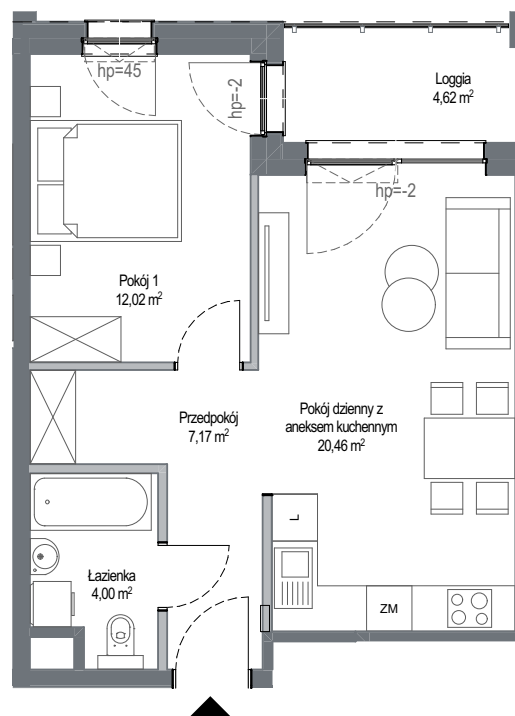 hp=45
hp=-2
Loggia
4,62 m²
hp=-2
Pokój 1
12,02 m²
Przedpokój
7,17 m²
Pokój dzienny z
aneksem kuchennym
20,46 m²
L
Łazienka
4,00 m²
ZM